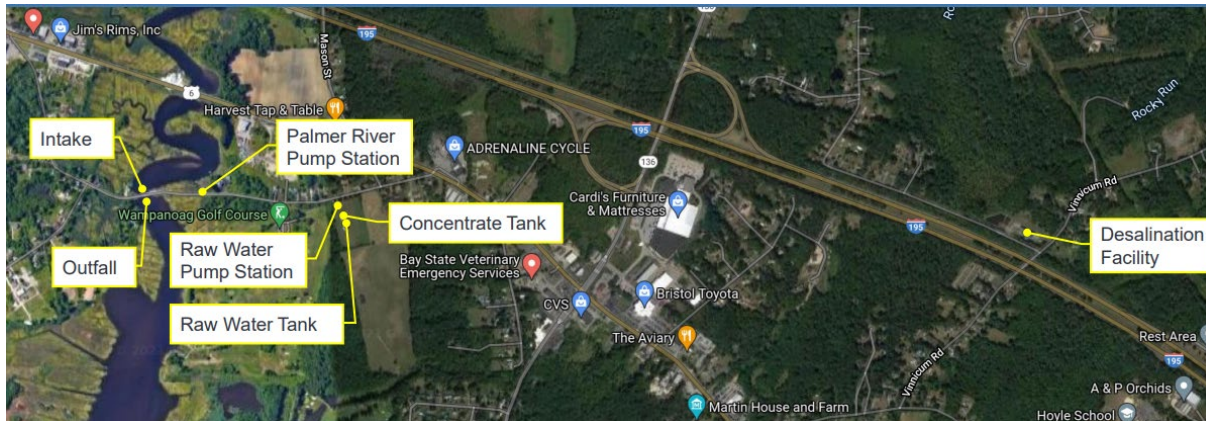 136
Jim's Rims, Inc
195
Mason St
6
Rocky Run
Harvest Tap & Table
Intake
Palmer River
Pump Station
195
ADRENALINE CYCLE
136
Vinnicum Rd
Cardi's Furniture
& Mattresses
195
Wampanoag Golf Course
Concentrate Tank
Desalination
Facility
Outfall
Raw Water
Pump Station
Bay State Veterinary
Emergency Services
Raw Water Tank
CVS
Bristol Toyota
The Aviary
Rest Area
Vinnicum Rd
195
A & P Orchids
Martin House and Farm
Hoyle School